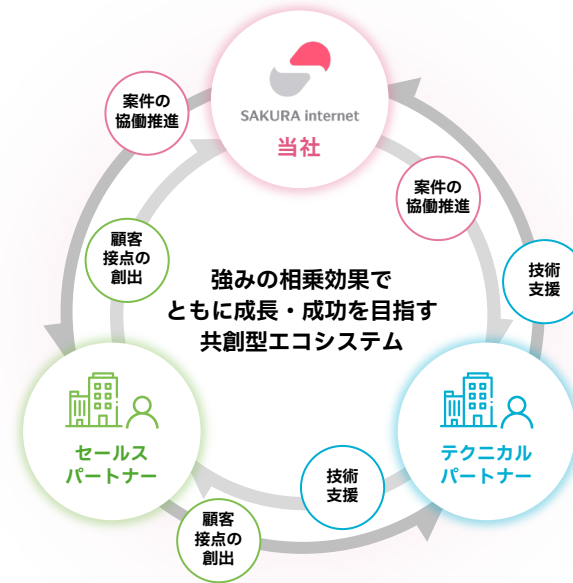 SAKURA internet
当社
案件の
協働推進
案件の
協働推進
顧客
接点の
創出
強みの相乗効果で
ともに成長・成功を目指す
共創型エコシステム
技術
支援
セールス
パートナー
テクニカル
パートナー
技術
支援
顧客
接点の
創出